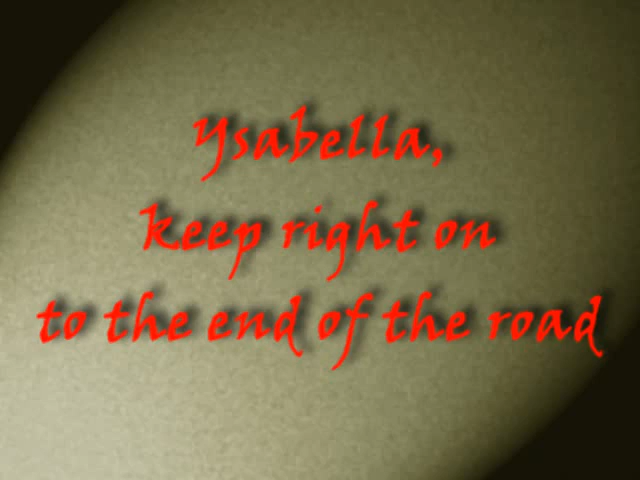 Ysabella,
keep right on
to the end of the road